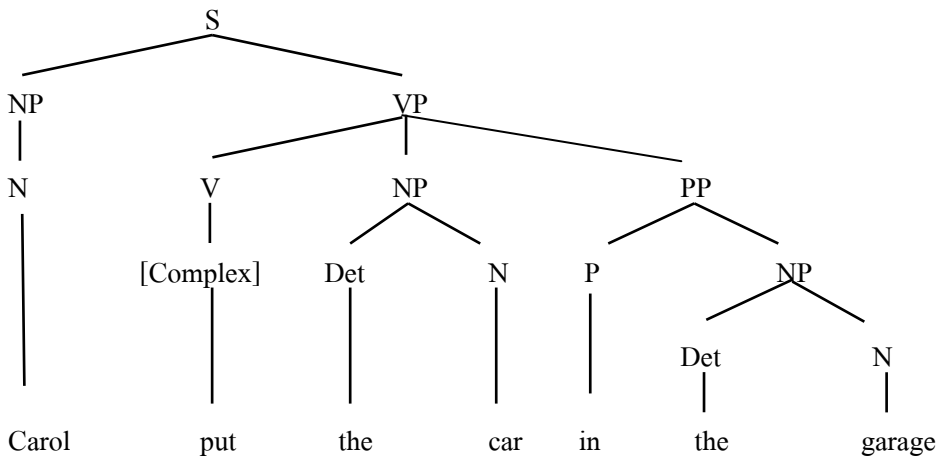 S
NP VP
N V NP PP
[Complex] Det N P NP
Det N
Carol put the car in the garage